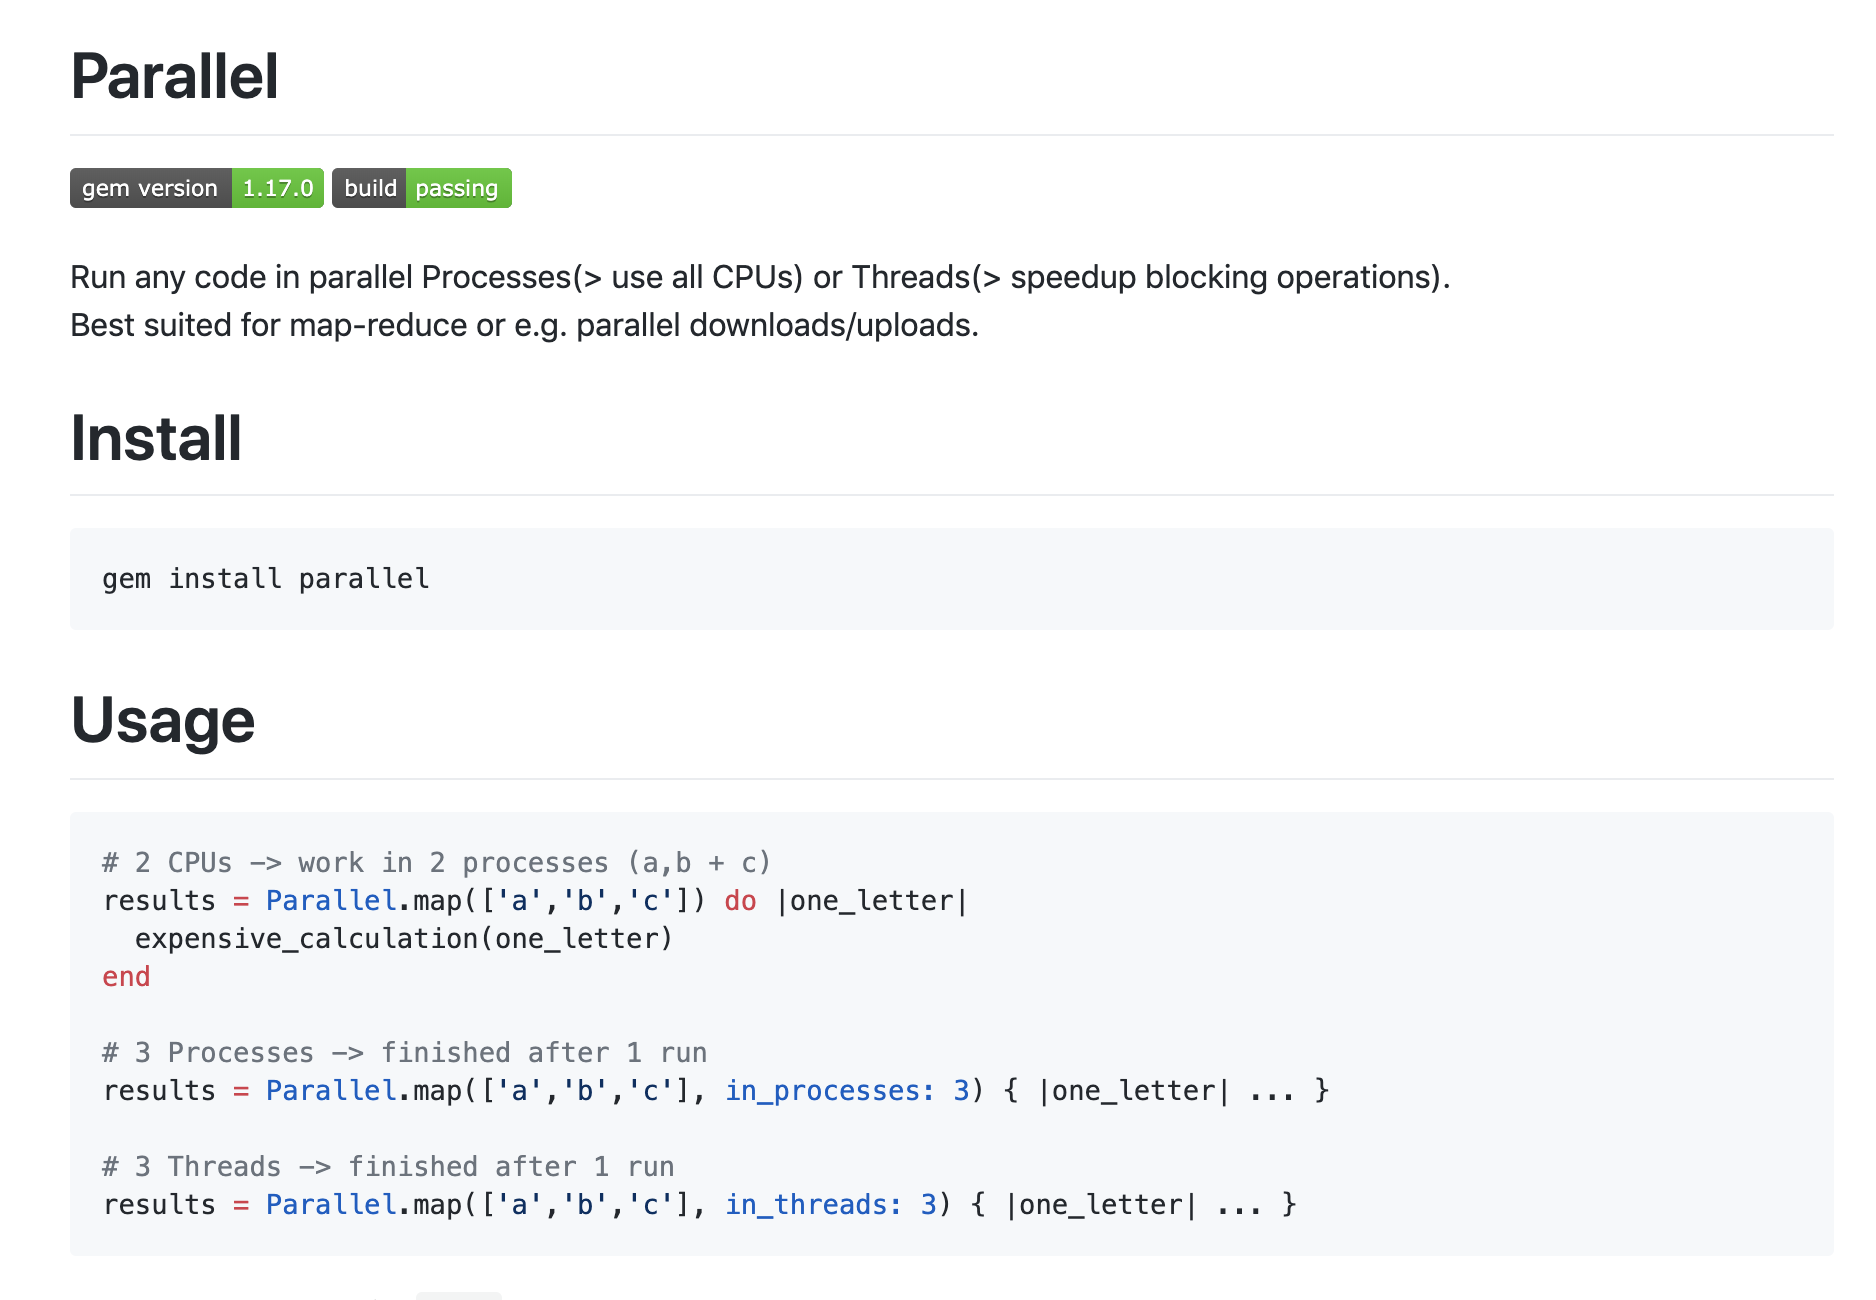 Parallel
gem version 1.17.0 build passing
Run any code in parallel Processes(> use all CPUs) or Threads(> speedup blocking operations).
Best suited for map-reduce or e.g. parallel downloads/uploads.
Install
gem install parallel
Usage
# 2 CPUs -> work in 2 processes (a,b + c)
results = Parallel.map(['a','b','c']) do |one_letter|
  expensive_calculation(one_letter)
end
# 3 Processes -> finished after 1 run
results = Parallel.map(['a','b','c'], in_processes: 3) { |one_letter| ... }
# 3 Threads -> finished after 1 run
results = Parallel.map(['a','b','c'], in_threads: 3) { |one_letter| ... }